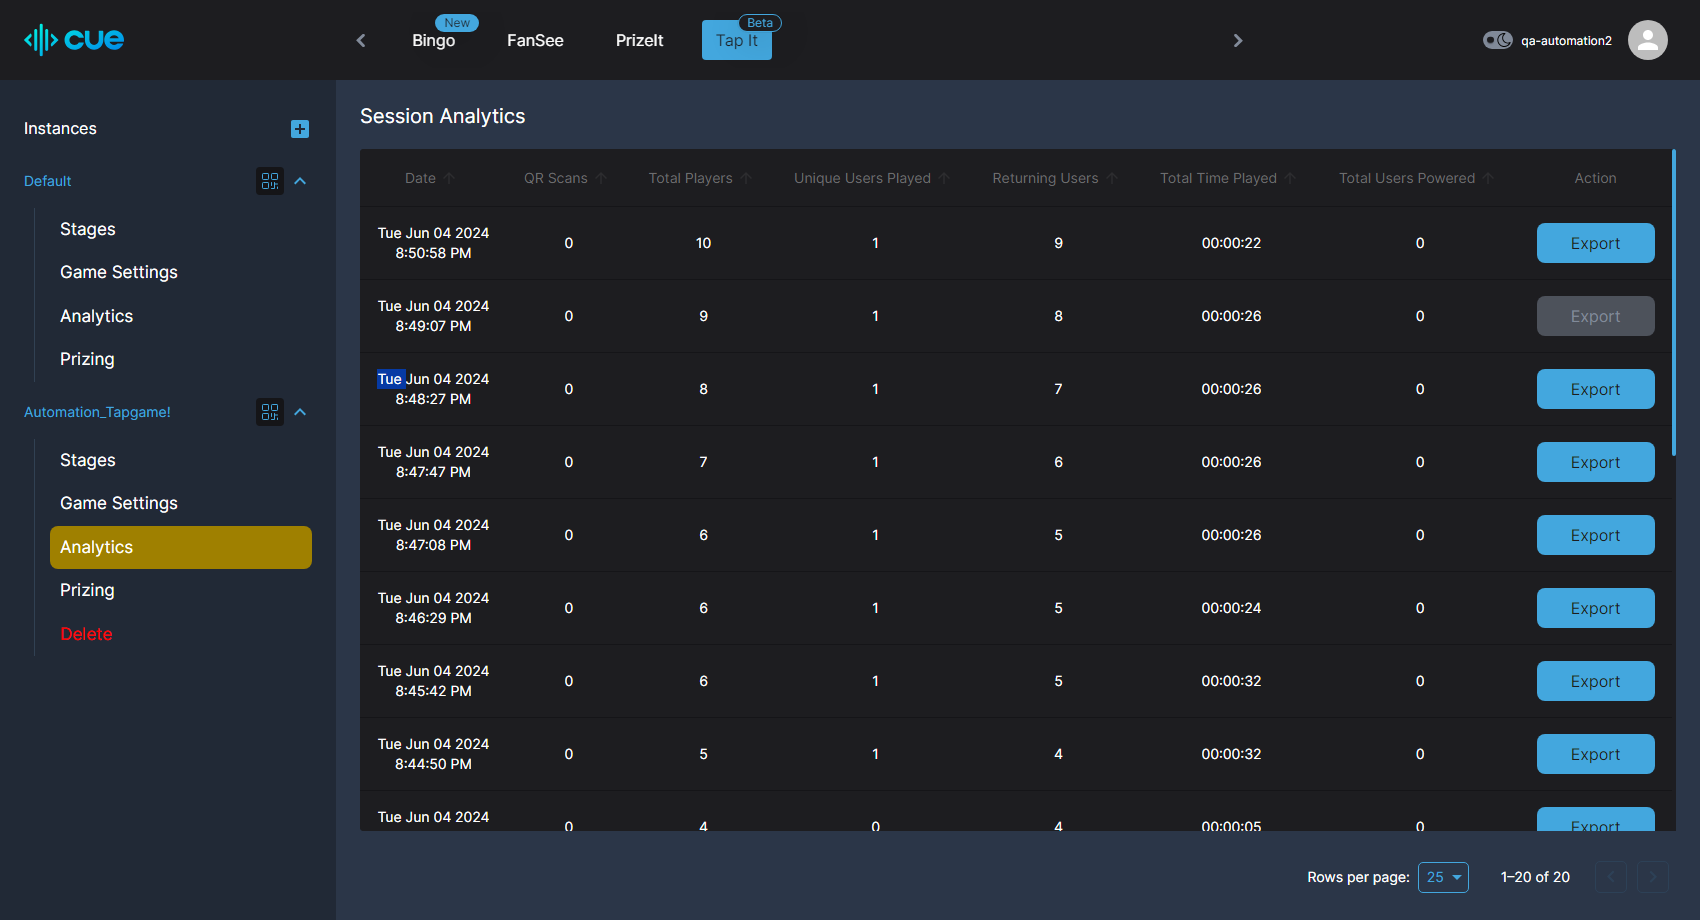 cue
New
Bingo
FanSee
PrizeIt
Beta
Tap It
qa-automation2
Instances
Default
Stages
Game Settings
Analytics
Prizing
Automation_Tapgame!
Stages
Game Settings
Analytics
Prizing
Delete
Session Analytics
Date QR Scans Total Players Unique Users Played Returning Users Total Time Played Total Users Powered Action
Tue Jun 04 2024
8:50:58 PM 0 10 1 9 00:00:22 0 Export
Tue Jun 04 2024
8:49:07 PM 0 9 1 8 00:00:26 0 Export
Tue Jun 04 2024
8:48:27 PM 0 8 1 7 00:00:26 0 Export
Tue Jun 04 2024
8:47:47 PM 0 7 1 6 00:00:26 0 Export
Tue Jun 04 2024
8:47:08 PM 0 6 1 5 00:00:26 0 Export
Tue Jun 04 2024
8:46:29 PM 0 6 1 5 00:00:24 0 Export
Tue Jun 04 2024
8:45:42 PM 0 6 1 5 00:00:32 0 Export
Tue Jun 04 2024
8:44:50 PM 0 5 1 4 00:00:32 0 Export
Tue Jun 04 2024
0 4 0 4 00:00:05 0 Export
Rows per page: 25 1–20 of 20